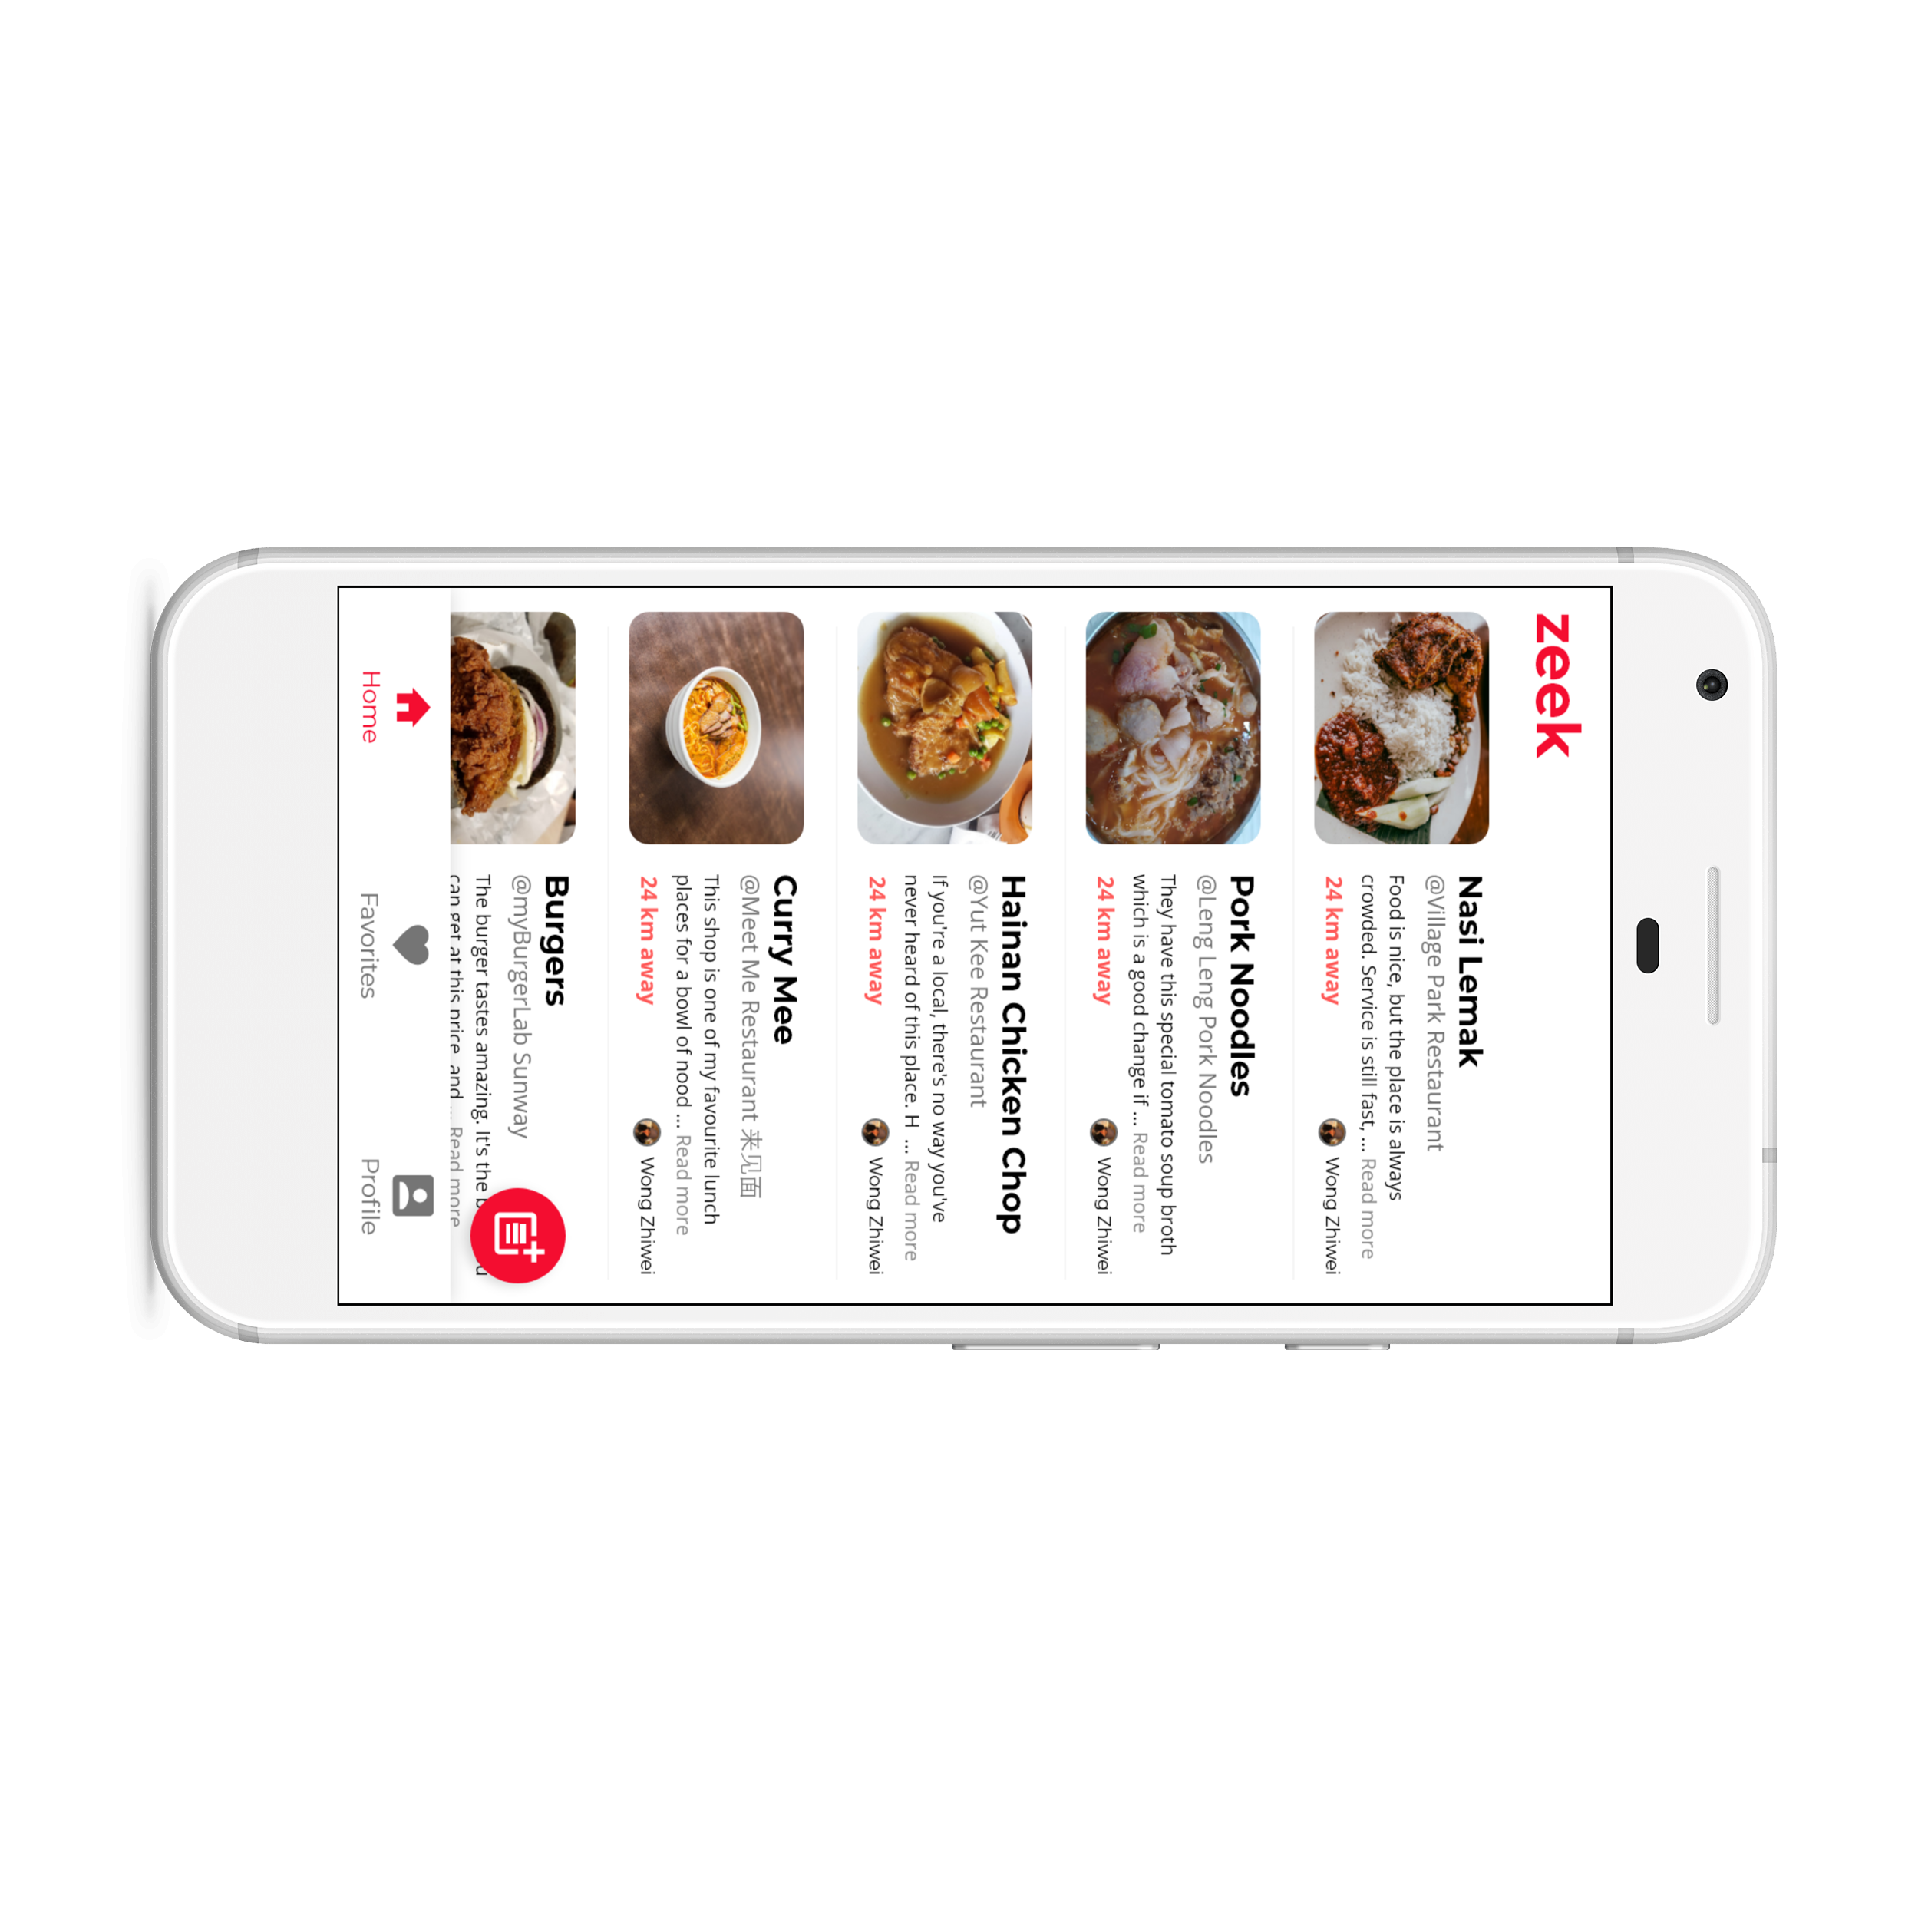 zeek
Nasi Lemak
@Village Park Restaurant
Food is nice, but the place is always
crowded. Service is still fast, ... Read more
24 km away
Wong Zhiwei
Pork Noodles
@Leng Leng Pork Noodles
They have this special tomato soup broth
which is a good change if ... Read more
24 km away
Wong Zhiwei
Hainan Chicken Chop
@Yut Kee Restaurant
If you're a local, there's no way you've
never heard of this place. H ... Read more
24 km away
Wong Zhiwei
Curry Mee
@Meet Me Restaurant 来见面
This shop is one of my favourite lunch
places for a bowl of nood ... Read more
24 km away
Wong Zhiwei
Burgers
@myBurgerLab Sunway
The burger tastes amazing. It's the
can get at this price, and ... Read more
Home
Favorites
Profile